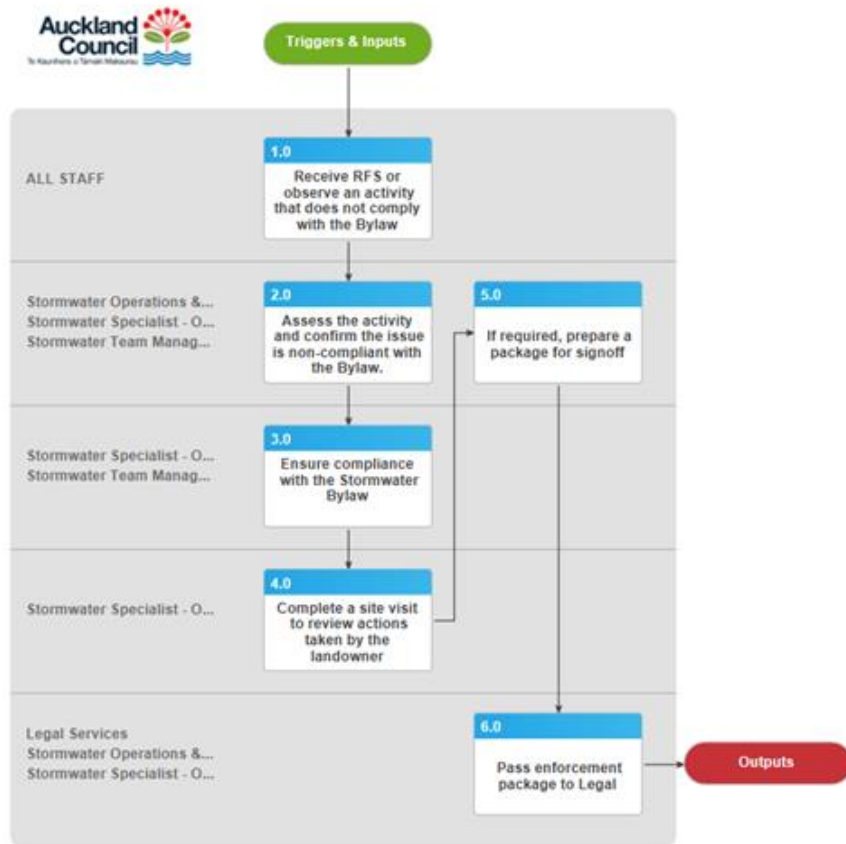 Auckland
Council
Te Kaunihera o Tāmaki Makaurau
Triggers & Inputs
ALL STAFF
1.0
Receive RFS or
observe an activity
that does not comply
with the Bylaw
Stormwater Operations &...
Stormwater Specialist - O...
Stormwater Team Manag...
2.0
Assess the activity
and confirm the issue
is non-compliant with
the Bylaw.
5.0
If required, prepare a
package for signoff
Stormwater Specialist - O...
Stormwater Team Manag...
3.0
Ensure compliance
with the Stormwater
Bylaw
Stormwater Specialist - O...
4.0
Complete a site visit
to review actions
taken by the
landowner
Legal Services
Stormwater Operations &...
Stormwater Specialist - O...
6.0
Pass enforcement
package to Legal
Outputs